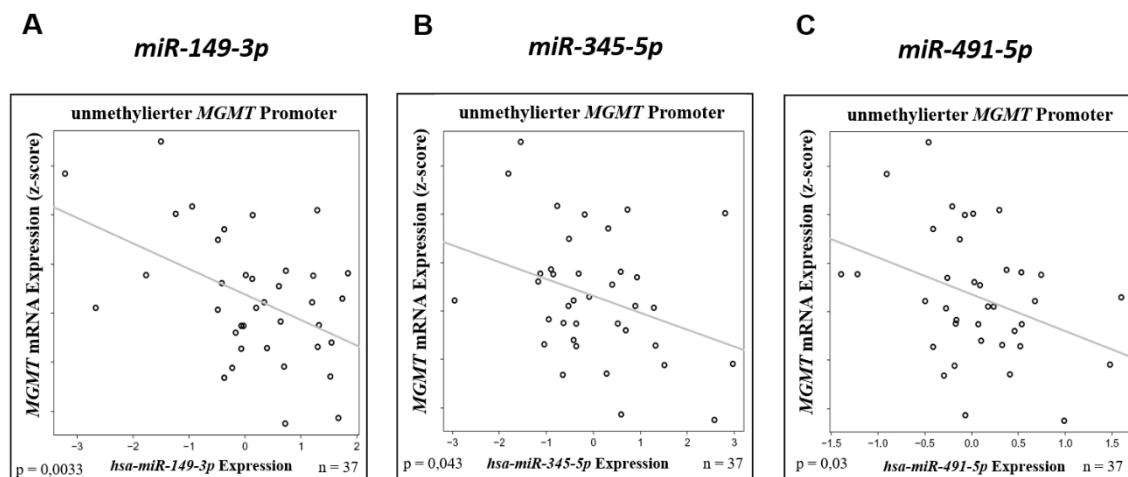 A
miR-149-3p
unmethylierter MGMT Promoter
MGMT mRNA Expression (z-score)
−3 −2 −1 0 1 2
p = 0,0033 hsa-miR-149-3p Expression n = 37
B
miR-345-5p
unmethylierter MGMT Promoter
MGMT mRNA Expression (z-score)
−3 −2 −1 0 1 2 3
p = 0,043 hsa-miR-345-5p Expression n = 37
C
miR-491-5p
unmethylierter MGMT Promoter
MGMT mRNA Expression (z-score)
−1.5 −1.0 −0.5 0.0 0.5 1.0 1.5
p = 0,03 hsa-miR-491-5p Expression n = 37